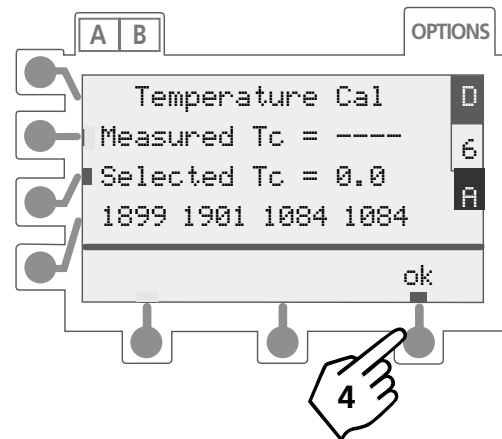 A B
OPTIONS
Temperature Cal
Measured Tc = ----
Selected Tc = 0.0
1899 1901 1084 1084
ok
D
6
A
4